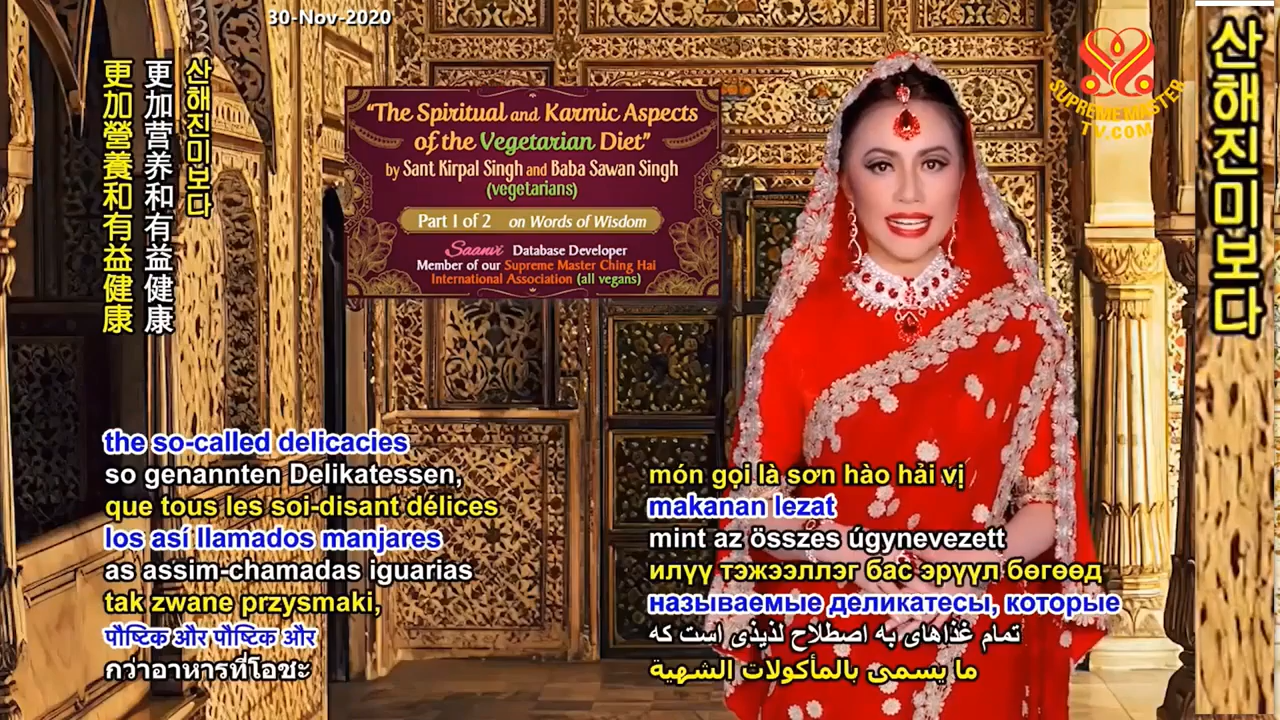 30-Nov-2020
SUPREME MASTER
TV.COM
"The Spiritual and Karmic Aspects
of the Vegetarian Diet"
by Sant Kirpal Singh and Baba Sawan Singh
(vegetarians)
Part 1 of 2 on Words of Wisdom
Saanvi Database Developer
Member of our Supreme Master Ching Hai
International Association (all vegans)
산해진미보다
산해진미보다
更加营养和有益健康
更加營養和有益健康
the so-called delicacies
so genannten Delikatessen,
que tous les soi-disant délices
los así llamados manjares
as assim-chamadas iguarias
tak zwane przysmaki,
पौष्टिक और पौष्टिक और
กว่าอาหารที่โอชะ
món gọi là sơn hào hải vị
makanan lezat
mint az összes úgynevezett
илүү тэжээллэг бас эрүүл бөгөөд
называемые деликатесы, которые
تمام غذاهای به اصطلاح لذیذی است که
ما يسمى بالمأكولات الشهية